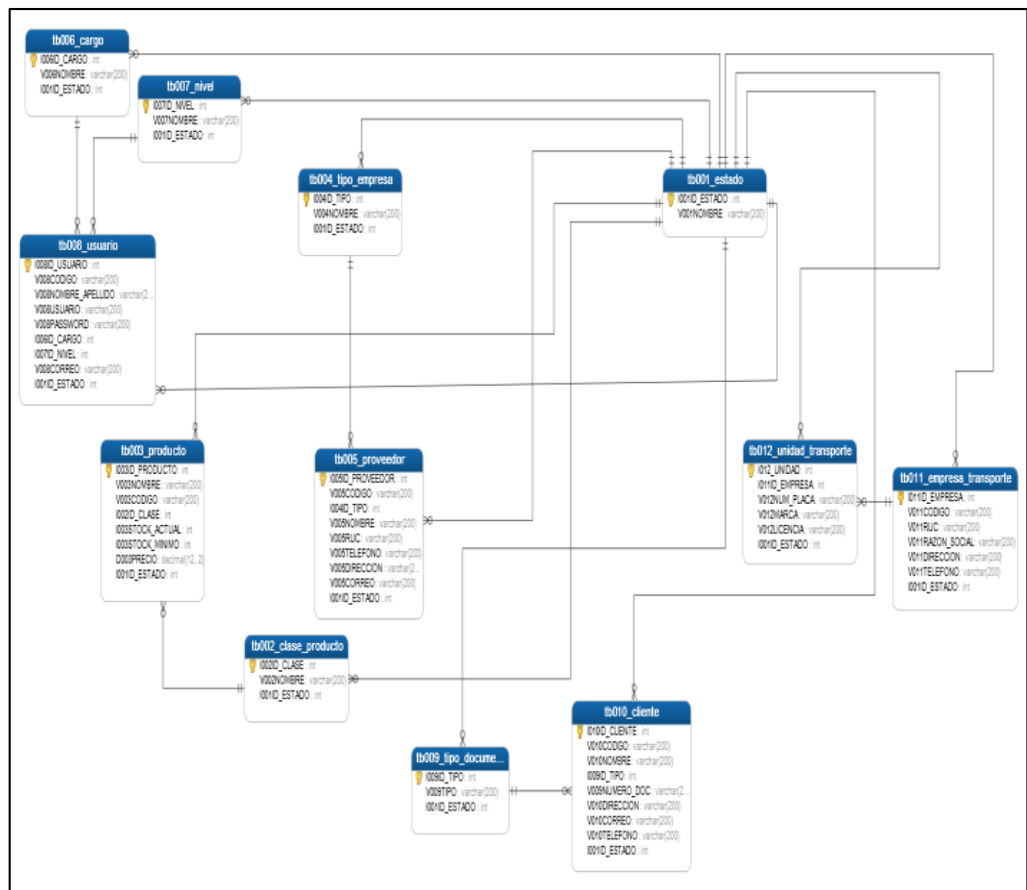 tb006_cargo
I006ID_CARGO: int
V006NOMBRE: varchar(200)
I001ID_ESTADO: int
tb007_nivel
I007ID_NIVEL: int
V007NOMBRE: varchar(200)
I001ID_ESTADO: int
tb004_tipo_empresa
I004ID_TIPO: int
V004NOMBRE: varchar(200)
I001ID_ESTADO: int
tb001_estado
I001ID_ESTADO: int
V001NOMBRE: varchar(200)
tb008_usuario
I008ID_USUARIO: int
V008CODIGO: varchar(200)
V008NOMBRE_APELLIDO: varchar(2...
V008USUARIO: varchar(200)
V008PASSWORD: varchar(200)
I006ID_CARGO: int
I007ID_NIVEL: int
V008CORREO: varchar(200)
I001ID_ESTADO: int
tb003_producto
I003ID_PRODUCTO: int
V003NOMBRE: varchar(200)
V003CODIGO: varchar(200)
I002ID_CLASE: int
I003STOCK_ACTUAL: int
I003STOCK_MINIMO: int
D003PRECIO: decimal(12, 2)
I001ID_ESTADO: int
tb005_proveedor
I005ID_PROVEEDOR: int
V005CODIGO: varchar(200)
I004ID_TIPO: int
V005NOMBRE: varchar(200)
V005RUC: varchar(200)
V005TELEFONO: varchar(200)
V005DIRECCION: varchar(2...
V005CORREO: varchar(200)
I001ID_ESTADO: int
tb012_unidad_transporte
I012_UNIDAD: int
I011ID_EMPRESA: int
V012NUM_PLACA: varchar(200)
V012MARCA: varchar(200)
V012LICENCIA: varchar(200)
I001ID_ESTADO: int
tb011_empresa_transporte
I011ID_EMPRESA: int
V011CODIGO: varchar(200)
V011RUC: varchar(200)
V011RAZON_SOCIAL: varchar(200)
V011DIRECCION: varchar(200)
V011TELEFONO: varchar(200)
I001ID_ESTADO: int
tb002_clase_producto
I002ID_CLASE: int
V002NOMBRE: varchar(200)
I001ID_ESTADO: int
tb009_tipo_docume...
I009ID_TIPO: int
V009TIPO: varchar(200)
I001ID_ESTADO: int
tb010_cliente
I010ID_CLIENTE: int
V010CODIGO: varchar(200)
V010NOMBRE: varchar(200)
I009ID_TIPO: int
V009NUMERO_DOC: varchar(2...
V010DIRECCION: varchar(200)
V010CORREO: varchar(200)
V010TELEFONO: varchar(200)
I001ID_ESTADO: int